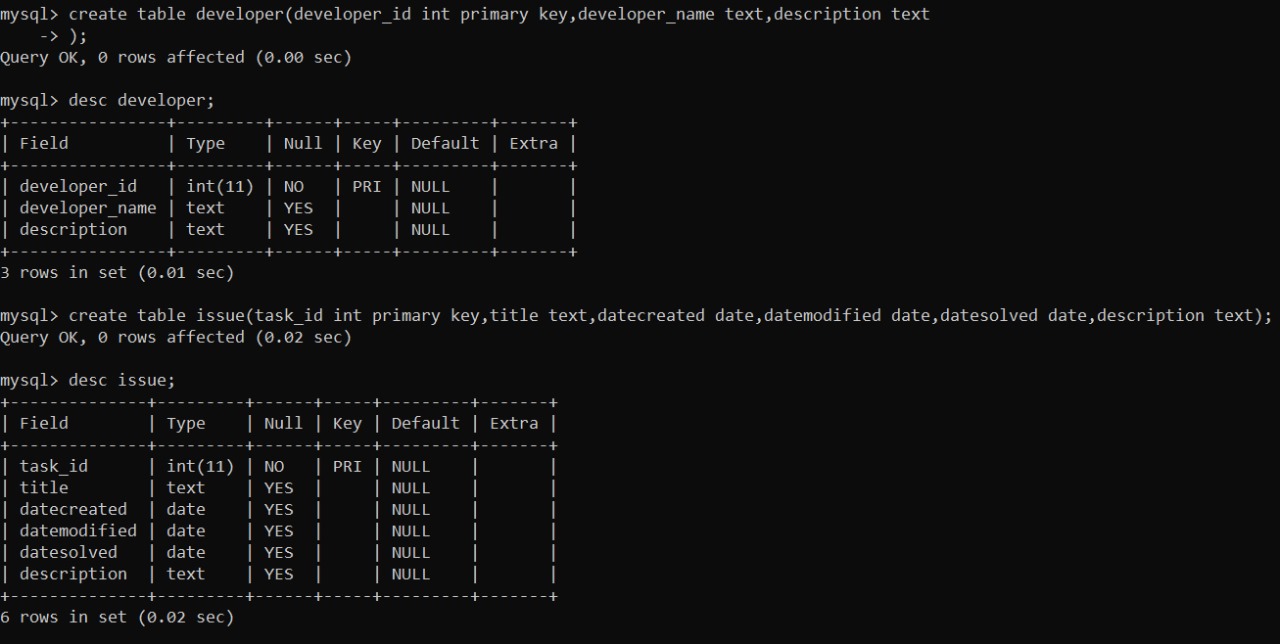 mysql> create table developer(developer_id int primary key,developer_name text,description text
    -> );
Query OK, 0 rows affected (0.00 sec)

mysql> desc developer;
+----------------+---------+------+-----+---------+-------+
| Field          | Type    | Null | Key | Default | Extra |
+----------------+---------+------+-----+---------+-------+
| developer_id   | int(11) | NO   | PRI | NULL    |       |
| developer_name | text    | YES  |     | NULL    |       |
| description    | text    | YES  |     | NULL    |       |
+----------------+---------+------+-----+---------+-------+
3 rows in set (0.01 sec)

mysql> create table issue(task_id int primary key,title text,datecreated date,datemodified date,datesolved date,description text);
Query OK, 0 rows affected (0.02 sec)

mysql> desc issue;
+--------------+---------+------+-----+---------+-------+
| Field        | Type    | Null | Key | Default | Extra |
+--------------+---------+------+-----+---------+-------+
| task_id      | int(11) | NO   | PRI | NULL    |       |
| title        | text    | YES  |     | NULL    |       |
| datecreated  | date    | YES  |     | NULL    |       |
| datemodified | date    | YES  |     | NULL    |       |
| datesolved   | date    | YES  |     | NULL    |       |
| description  | text    | YES  |     | NULL    |       |
+--------------+---------+------+-----+---------+-------+
6 rows in set (0.02 sec)